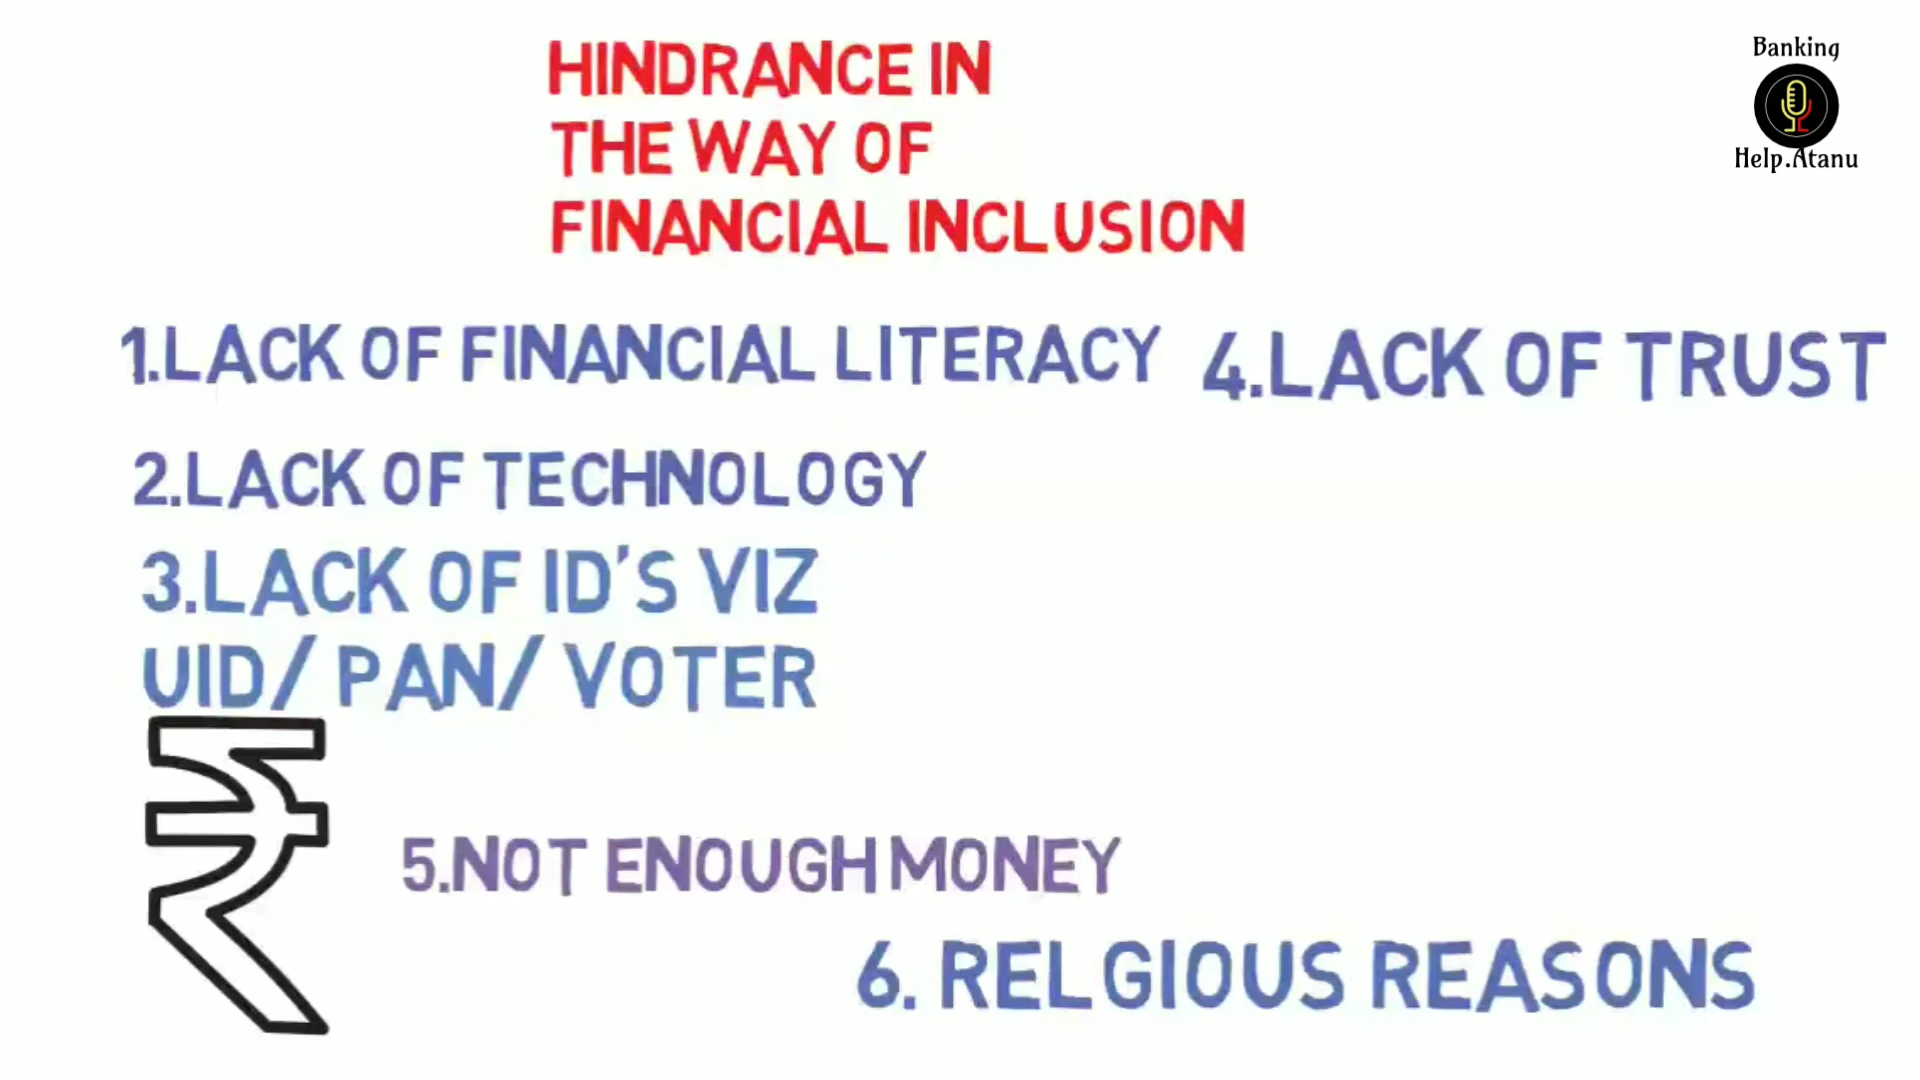 HINDRANCE IN
THE WAY OF
FINANCIAL INCLUSION
Banking
Help.Atanu
1.LACK OF FINANCIAL LITERACY
4.LACK OF TRUST
2.LACK OF TECHNOLOGY
3.LACK OF ID'S VIZ
UID/ PAN/ VOTER
₹
5.NOT ENOUGH MONEY
6. RELGIOUS REASONS